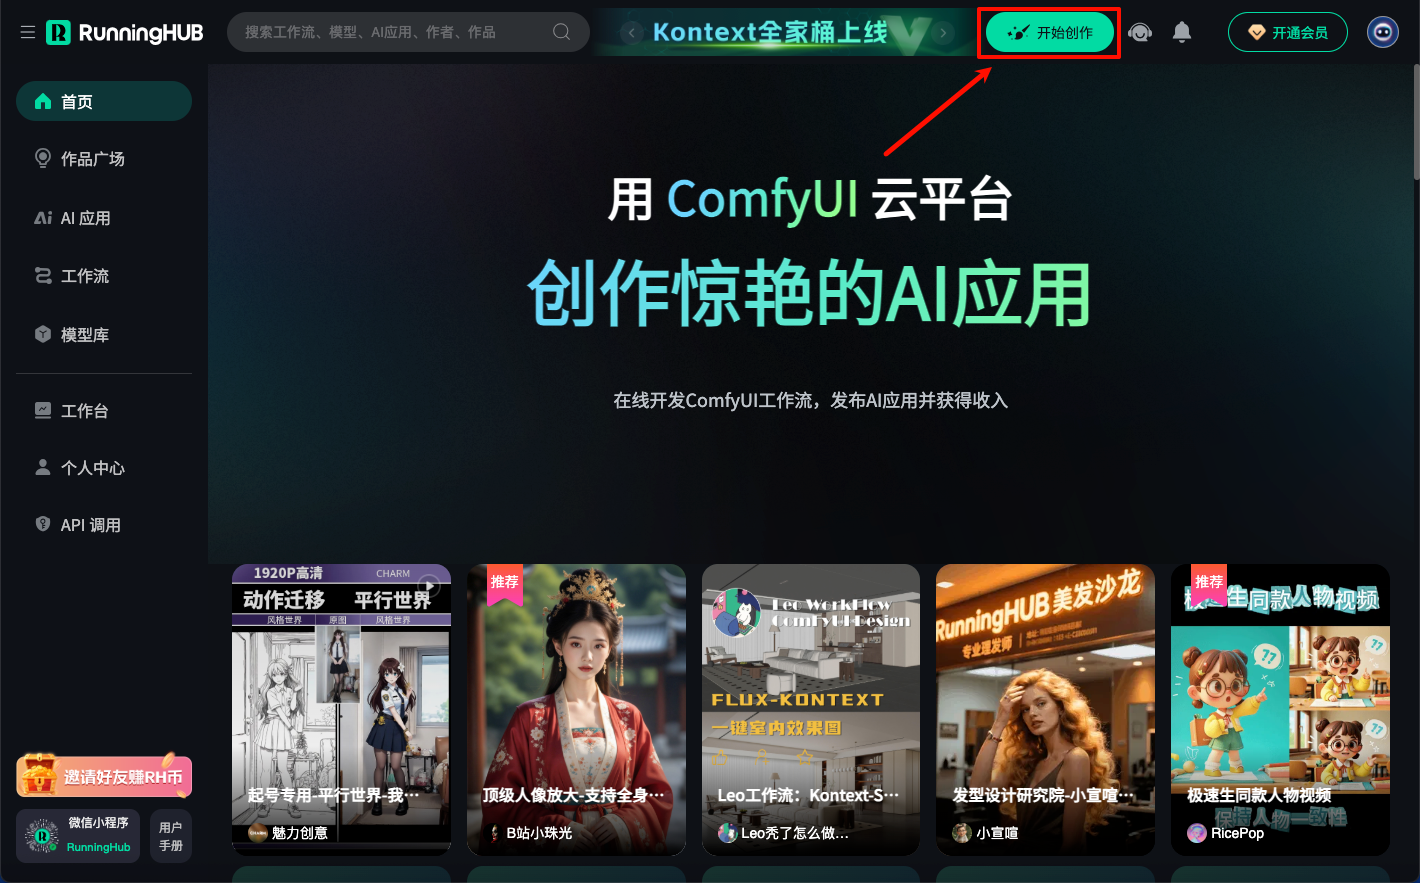 RunningHUB
搜索工作流、模型、AI应用、作者、作品
Kontext全家桶上线
开始创作
开通会员
首页
作品广场
AI 应用
工作流
模型库
工作台
个人中心
API 调用
邀请好友赚RH币
微信小程序
RunningHub
用户
手册
用 ComfyUI 云平台
创作惊艳的AI应用
在线开发ComfyUI工作流，发布AI应用并获得收入
1920P高清
CHARM
动作迁移 平行世界
风格世界 原图 风格世界
起号专用-平行世界-我…
魅力创意
推荐
顶级人像放大-支持全身…
B站小珠光
Leo WorkFlow
ComFyUI-Design
FLUX-KONTEXT
一键室内效果图
Leo工作流：Kontext-S…
Leo秃了怎么做...
RunningHUB美发沙龙
专业理发师
发型设计研究院-小宣喧…
小宣喧
推荐
极速生同款人物视频
极速生同款人物视频
保持人物一致性
RicePop